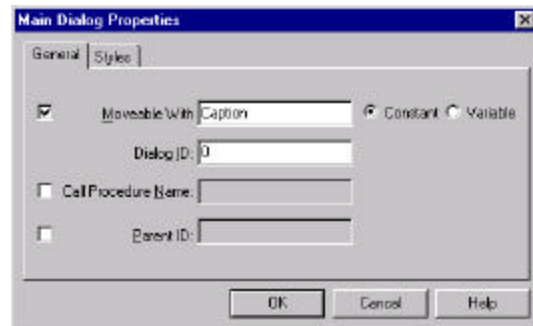 Main Dialog Properties
General Styles
Moveable With Caption Constant Variable
Dialog ID: 0
Call Procedure Name:
Parent ID:
OK Cancel Help